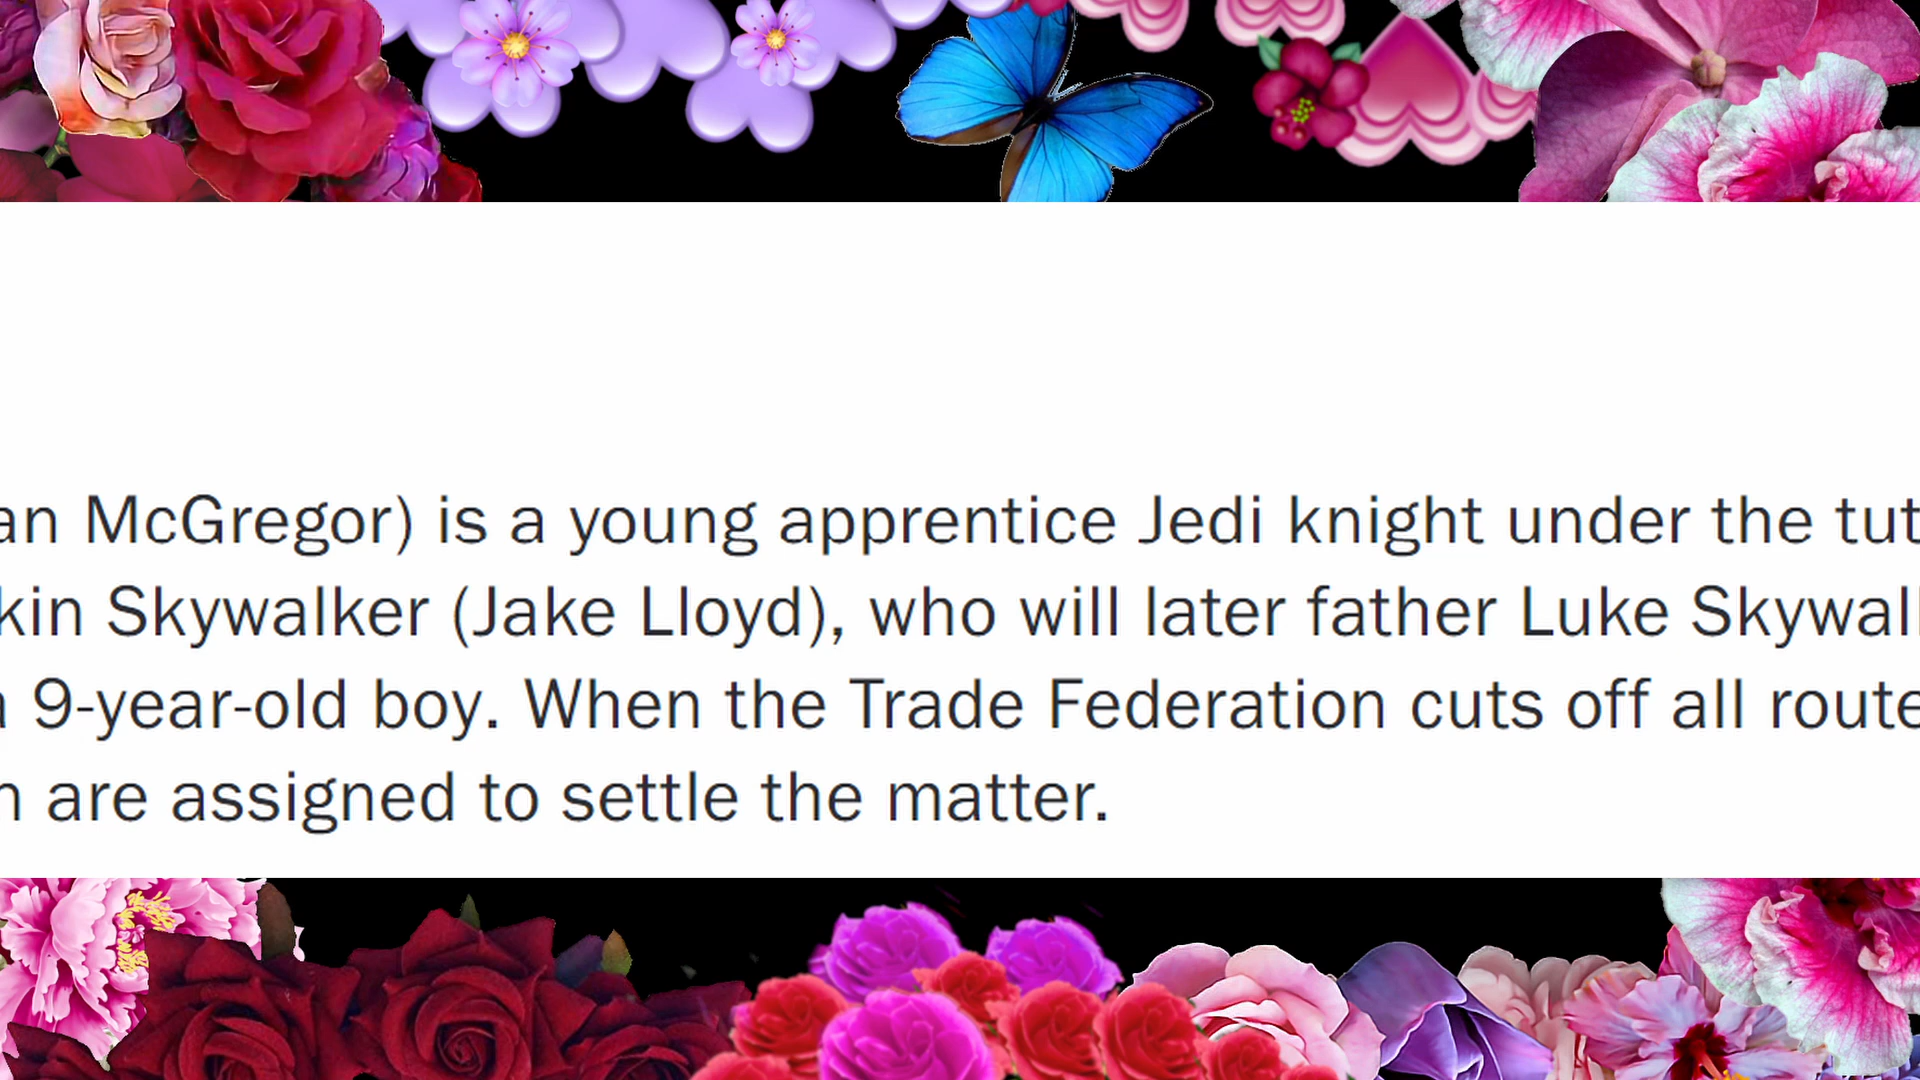 an McGregor) is a young apprentice Jedi knight under the tut
kin Skywalker (Jake Lloyd), who will later father Luke Skywal
9-year-old boy. When the Trade Federation cuts off all route
are assigned to settle the matter.